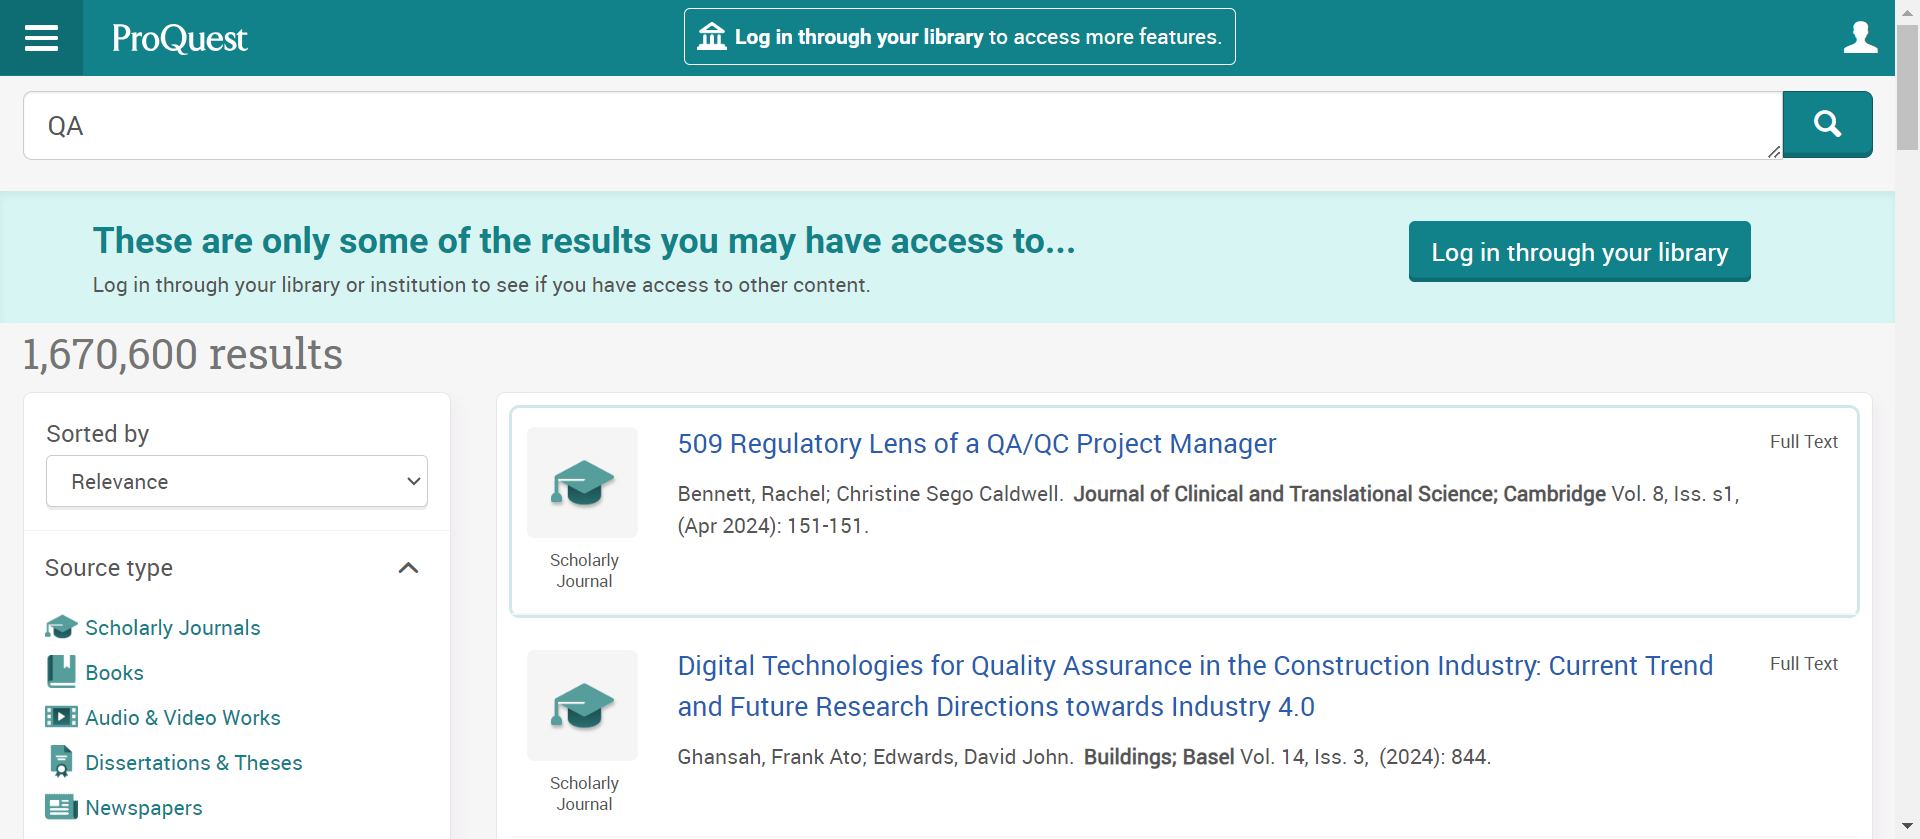 ProQuest
Log in through your library to access more features.
QA
These are only some of the results you may have access to...
Log in through your library or institution to see if you have access to other content.
Log in through your library
1,670,600 results
Sorted by
Relevance
Source type
Scholarly Journals
Books
Audio & Video Works
Dissertations & Theses
Newspapers
509 Regulatory Lens of a QA/QC Project Manager
Full Text
Bennett, Rachel; Christine Sego Caldwell. Journal of Clinical and Translational Science; Cambridge Vol. 8, Iss. s1,
(Apr 2024): 151-151.
Scholarly
Journal
Digital Technologies for Quality Assurance in the Construction Industry: Current Trend
and Future Research Directions towards Industry 4.0
Full Text
Ghansah, Frank Ato; Edwards, David John. Buildings; Basel Vol. 14, Iss. 3, (2024): 844.
Scholarly
Journal